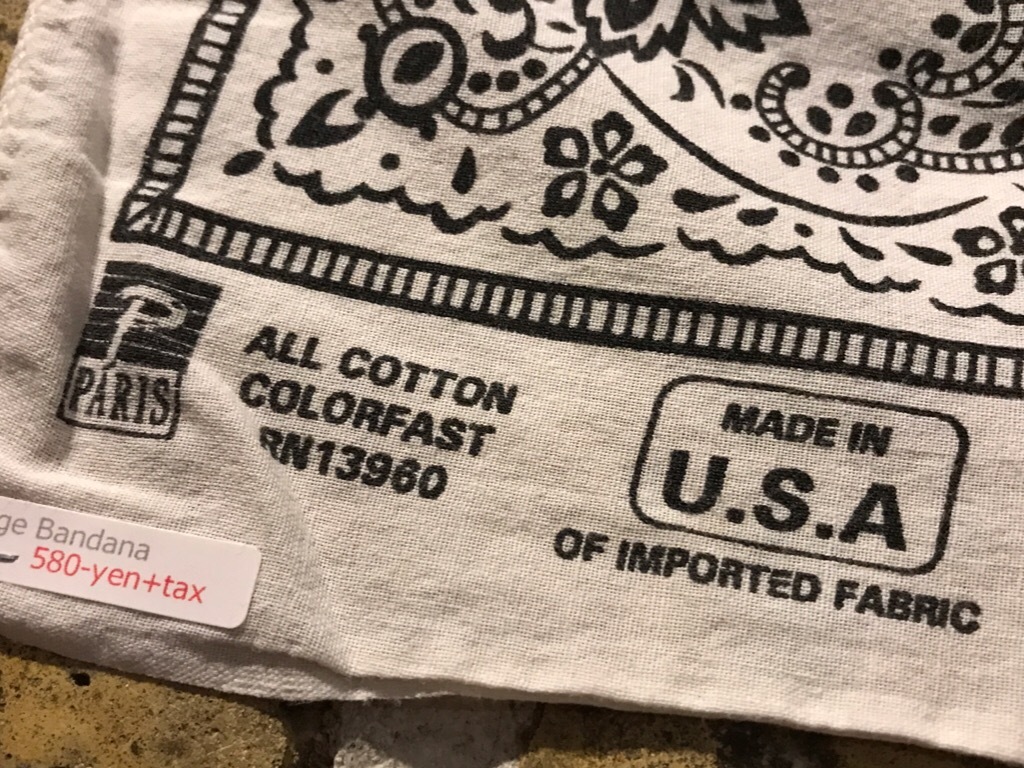 PARIS
ALL COTTON
COLORFAST
RN13960
MADE IN
U.S.A
OF IMPORTED FABRIC
ge Bandana
580-yen+tax